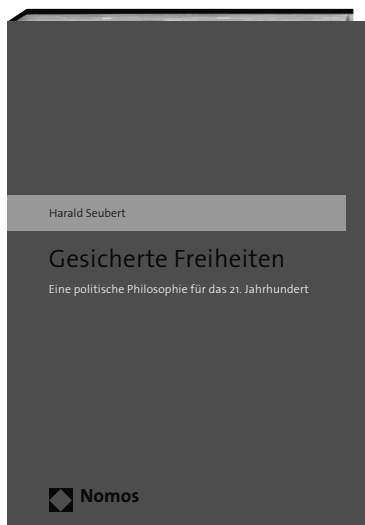 Harald Seubert
Gesicherte Freiheiten
Eine politische Philosophie für das 21. Jahrhundert
Nomos